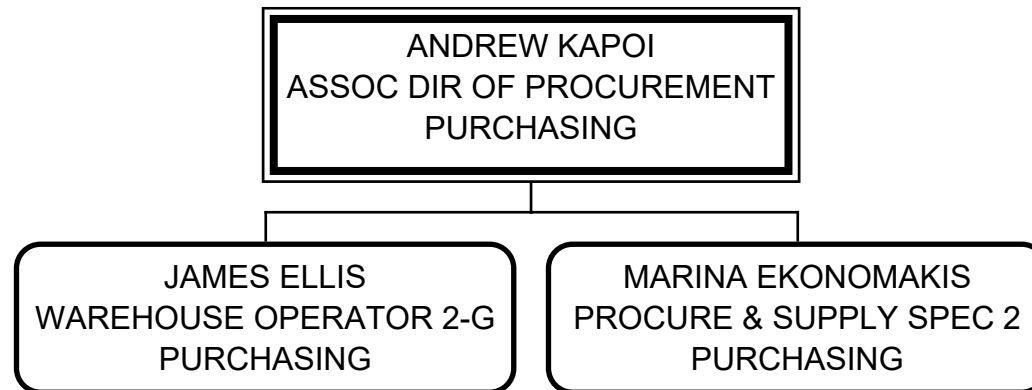 ANDREW KAPOI
ASSOC DIR OF PROCUREMENT
PURCHASING
JAMES ELLIS
WAREHOUSE OPERATOR 2-G
PURCHASING
MARINA EKONOMAKIS
PROCURE & SUPPLY SPEC 2
PURCHASING